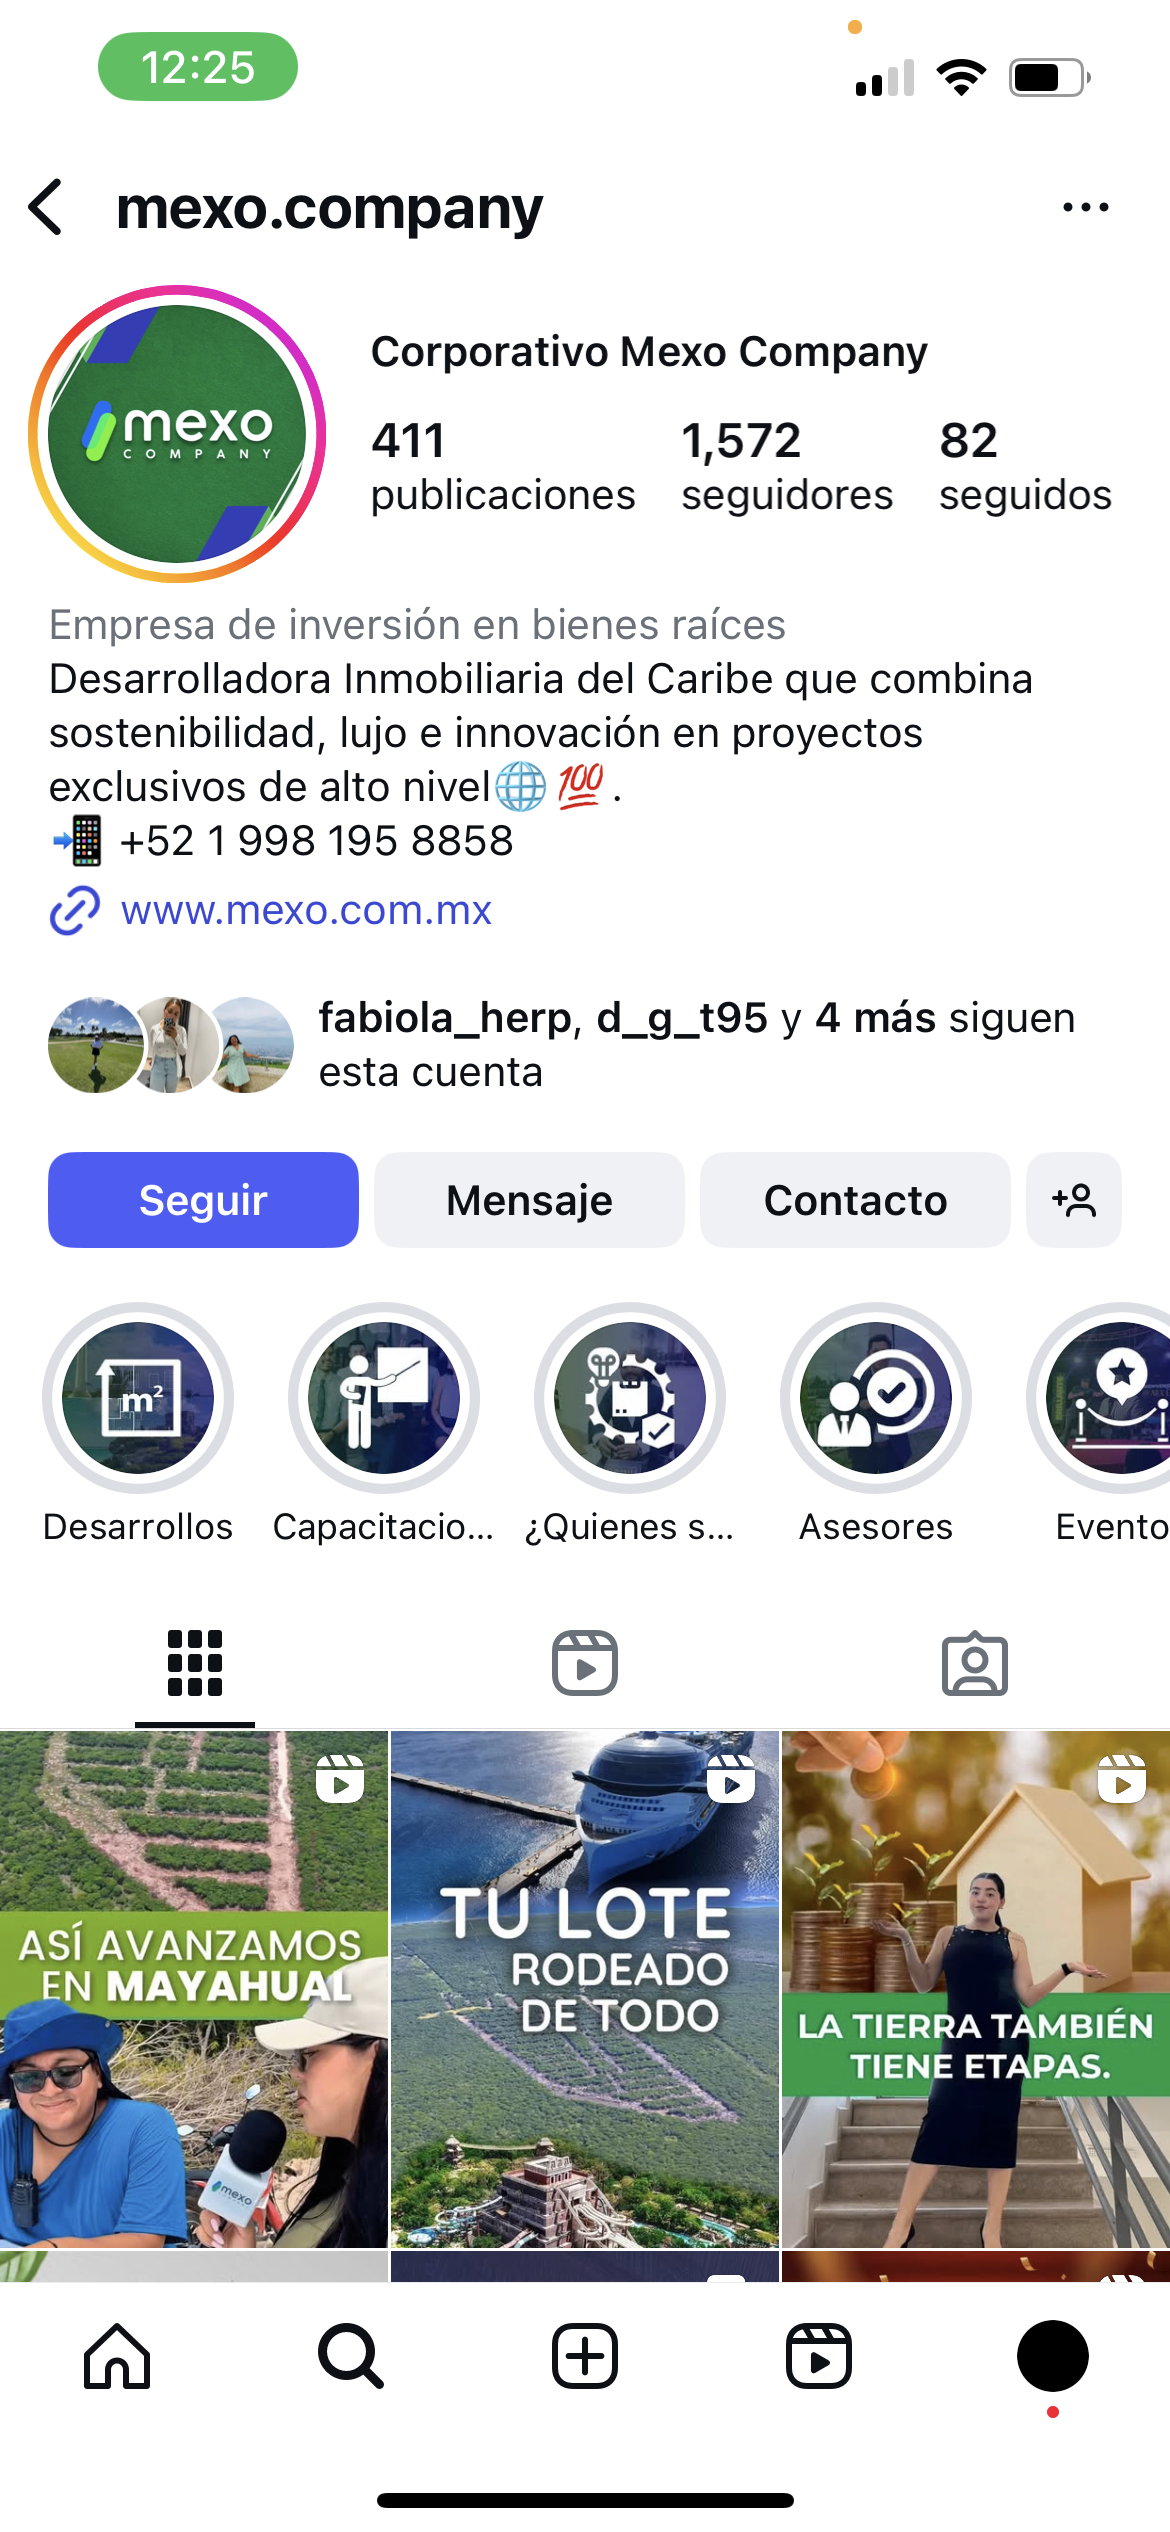 12:25
mexo.company
mexo
COMPANY
Corporativo Mexo Company
411
publicaciones
1,572
seguidores
82
seguidos
Empresa de inversión en bienes raíces
Desarrolladora Inmobiliaria del Caribe que combina
sostenibilidad, lujo e innovación en proyectos
exclusivos de alto nivel🌐💯.
📲 +52 1 998 195 8858
www.mexo.com.mx
fabiola_herp, d_g_t95 y 4 más siguen
esta cuenta
Seguir
Mensaje
Contacto
m²
Desarrollos
Capacitacio...
¿Quienes s...
Asesores
Evento
ASÍ AVANZAMOS
EN MAYAHUAL
mexo
TU LOTE
RODEADO
DE TODO
LA TIERRA TAMBIÉN
TIENE ETAPAS.